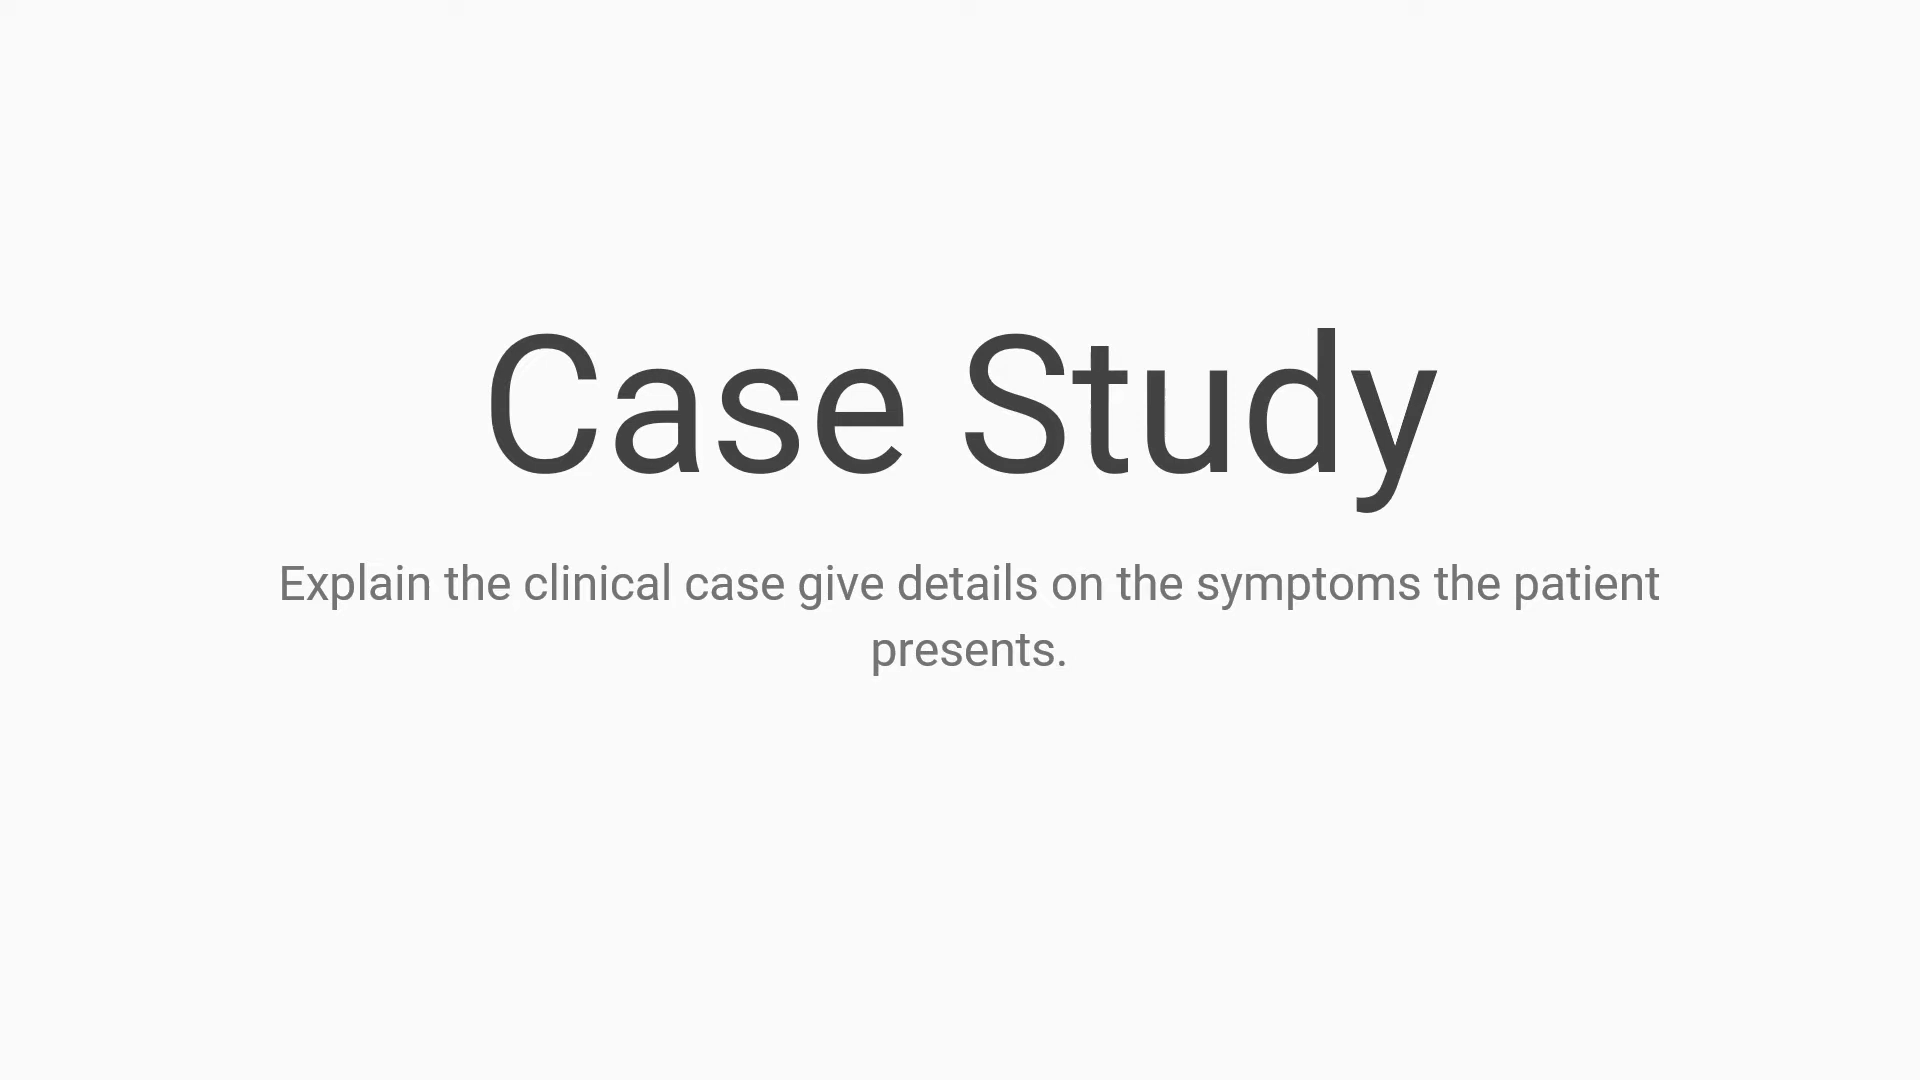 Case Study
Explain the clinical case give details on the symptoms the patient
presents.